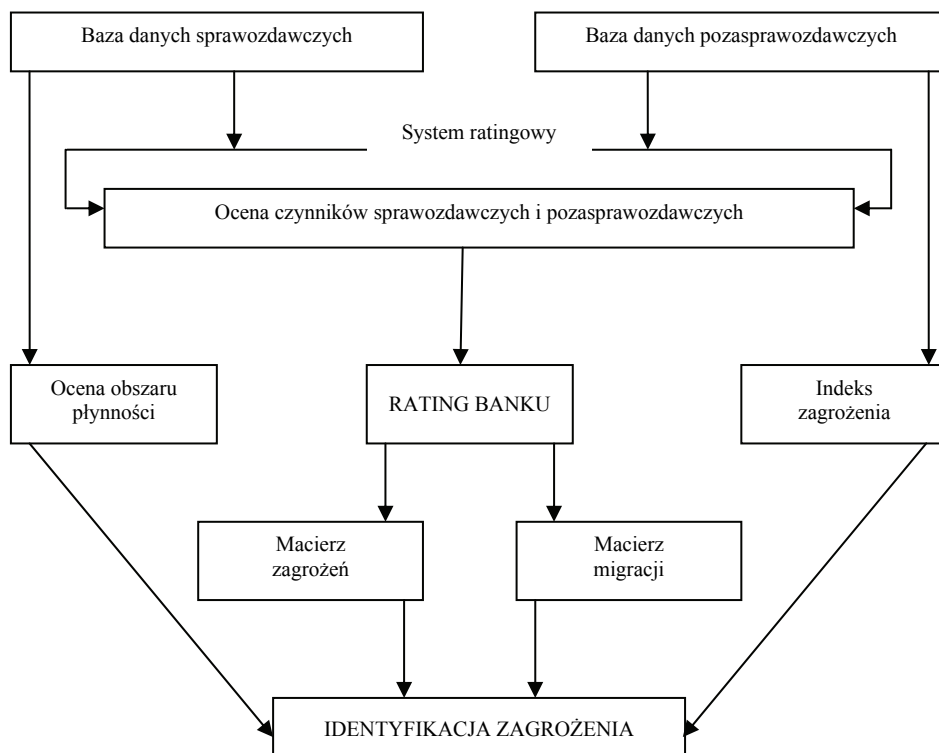 Baza danych sprawozdawczych
Baza danych pozasprawozdawczych
System ratingowy
Ocena czynników sprawozdawczych i pozasprawozdawczych
Ocena obszaru
płynności
RATING BANKU
Indeks
zagrożenia
Macierz
zagrożeń
Macierz
migracji
IDENTYFIKACJA ZAGROŻENIA